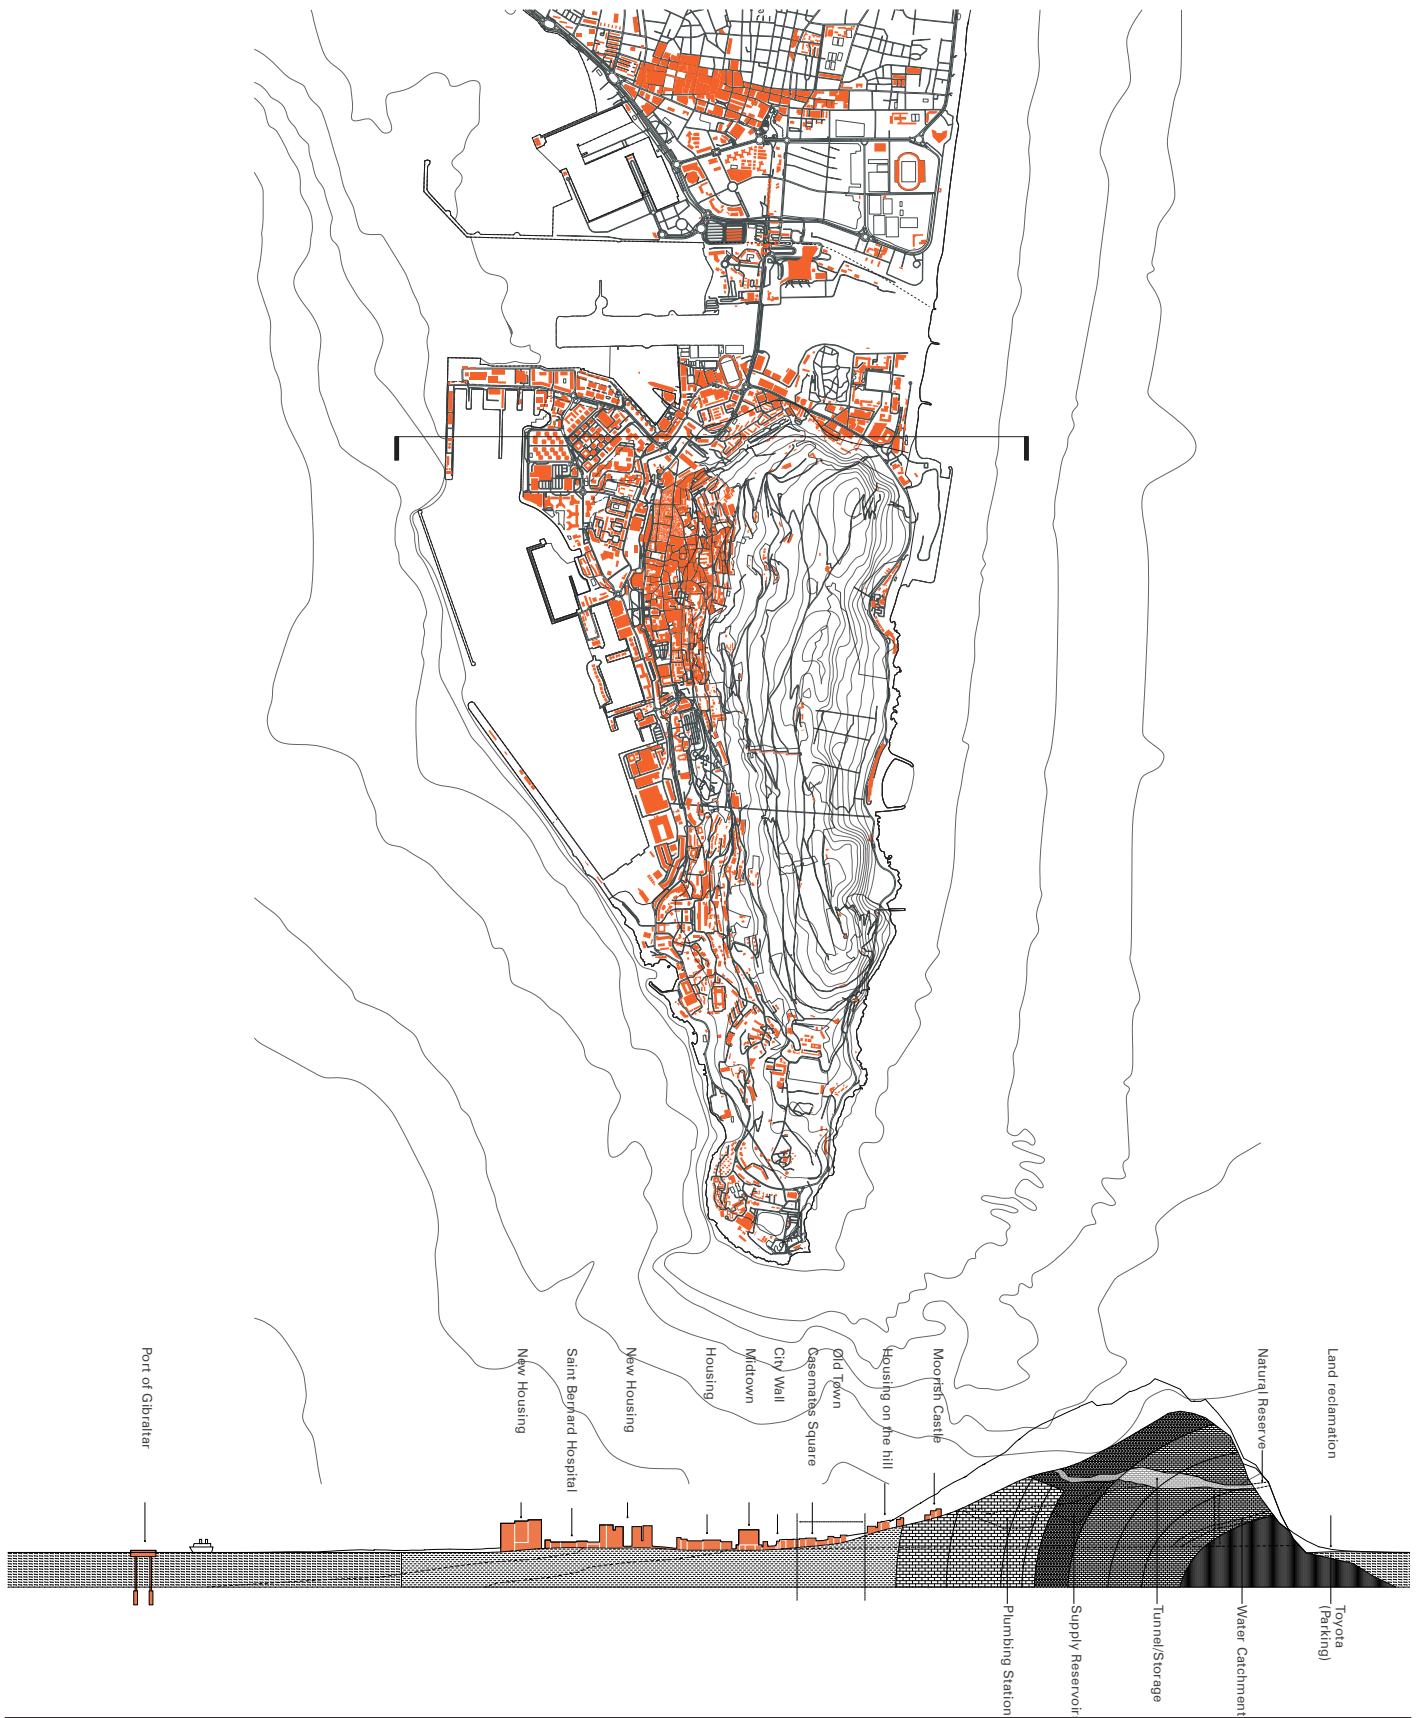 Port of Gibraltar
New Housing
Saint Bernard Hospital
New Housing
Housing
Midtown
City Wall
Casemates Square
Old Town
Housing on the hill
Moorish Castle
Natural Reserve
Land reclamation
Plumbing Station
Supply Reservoir
Tunnel/Storage
Water Catchment
Toyota
(Parking)